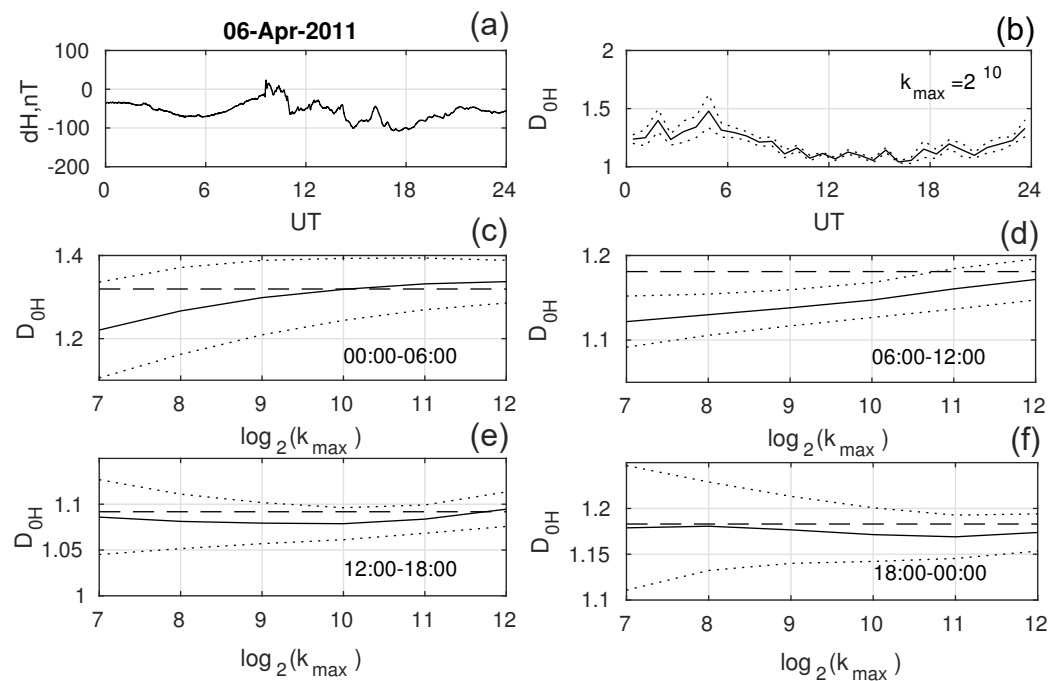 06-Apr-2011
(a)
100
0
-100
-200
dH,nT
0 6 12 18 24
UT
(b)
2
1.5
1
D0H
kmax =2 10
0 6 12 18 24
UT
(c)
1.4
1.2
D0H
00:00-06:00
7 8 9 10 11 12
log2(kmax )
(d)
1.2
1.1
D0H
06:00-12:00
7 8 9 10 11 12
log2(kmax )
(e)
1.1
1.05
1
D0H
12:00-18:00
7 8 9 10 11 12
log2(kmax )
(f)
1.2
1.15
1.1
D0H
18:00-00:00
7 8 9 10 11 12
log2(kmax )